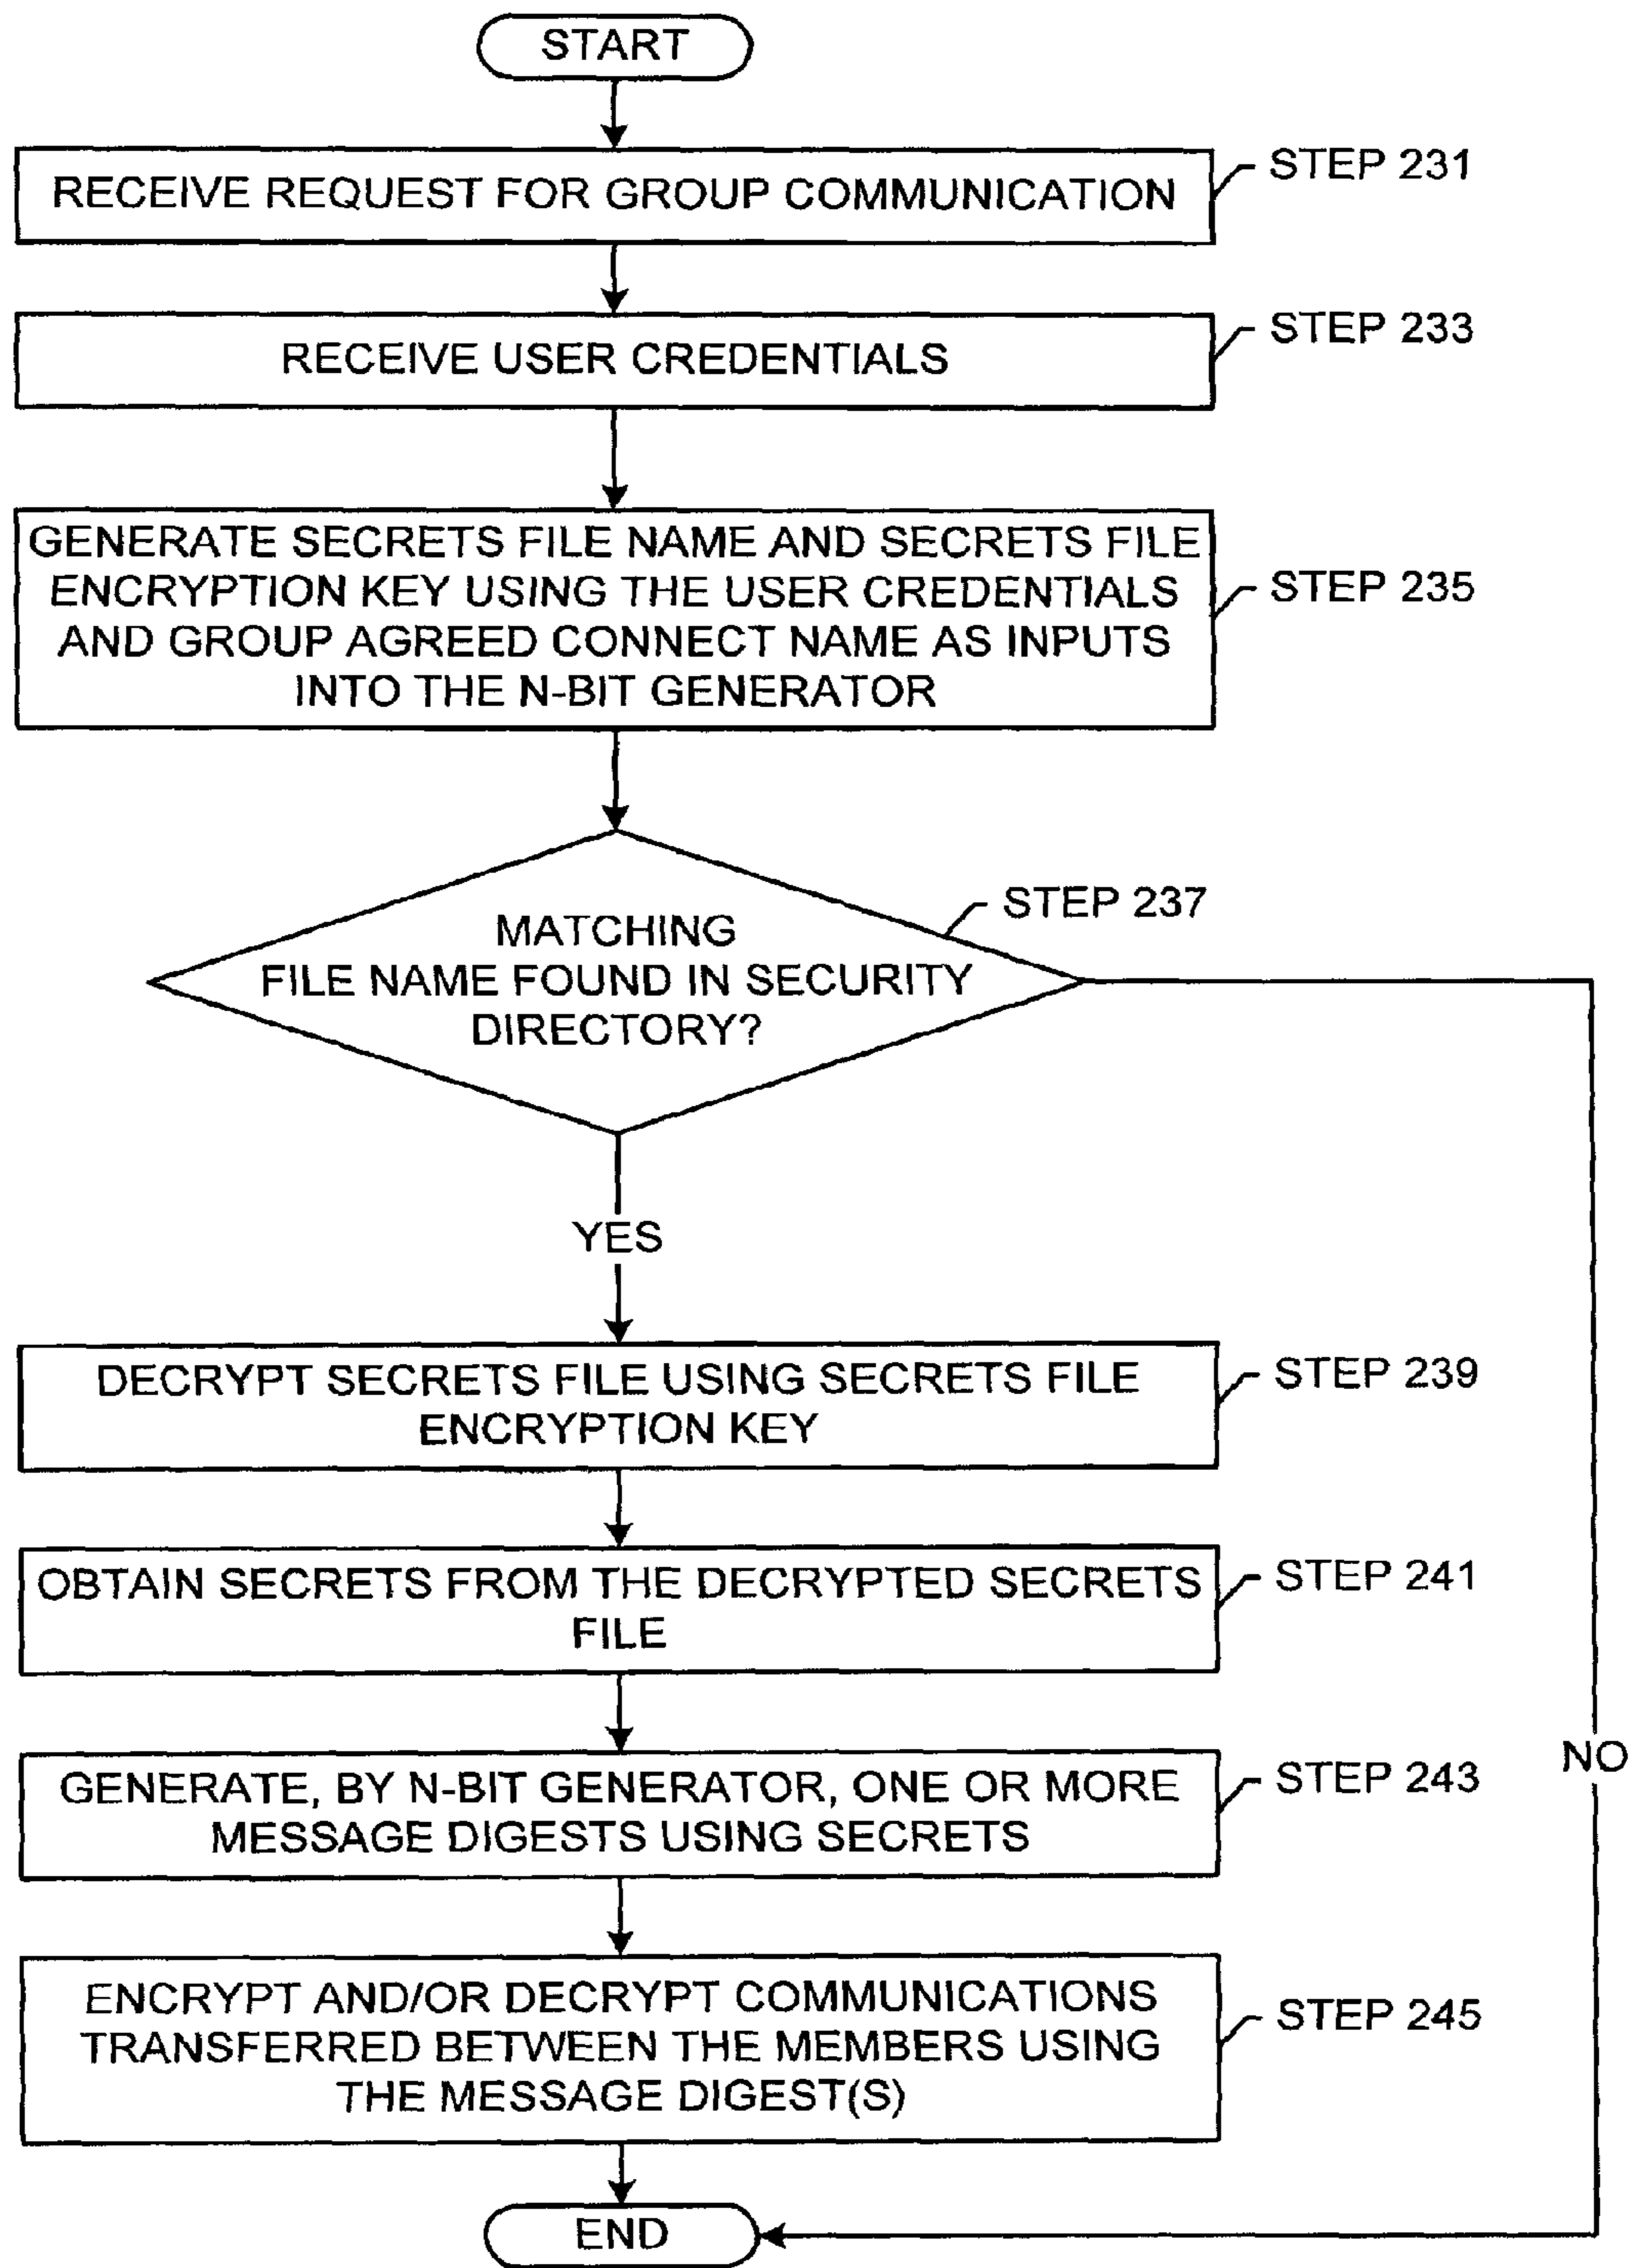 START
RECEIVE REQUEST FOR GROUP COMMUNICATION
STEP 231
RECEIVE USER CREDENTIALS
STEP 233
GENERATE SECRETS FILE NAME AND SECRETS FILE
ENCRYPTION KEY USING THE USER CREDENTIALS
AND GROUP AGREED CONNECT NAME AS INPUTS
INTO THE N-BIT GENERATOR
STEP 235
MATCHING
FILE NAME FOUND IN SECURITY
DIRECTORY?
STEP 237
YES
DECRYPT SECRETS FILE USING SECRETS FILE
ENCRYPTION KEY
STEP 239
OBTAIN SECRETS FROM THE DECRYPTED SECRETS
FILE
STEP 241
NO
GENERATE, BY N-BIT GENERATOR, ONE OR MORE
MESSAGE DIGESTS USING SECRETS
STEP 243
ENCRYPT AND/OR DECRYPT COMMUNICATIONS
TRANSFERRED BETWEEN THE MEMBERS USING
THE MESSAGE DIGEST(S)
STEP 245
END